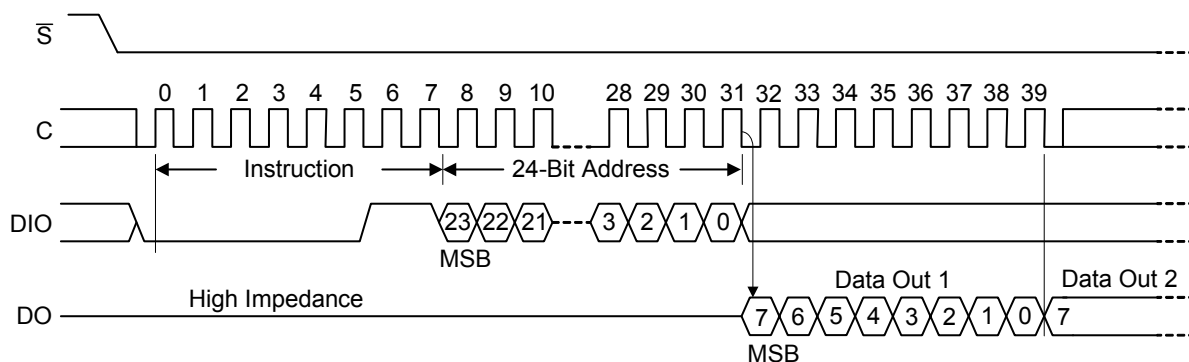 S
0 1 2 3 4 5 6 7 8 9 10 28 29 30 31 32 33 34 35 36 37 38 39
C
Instruction 24-Bit Address
DIO 23 22 21 3 2 1 0
MSB
High Impedance Data Out 1 Data Out 2
DO 7 6 5 4 3 2 1 0 7
MSB